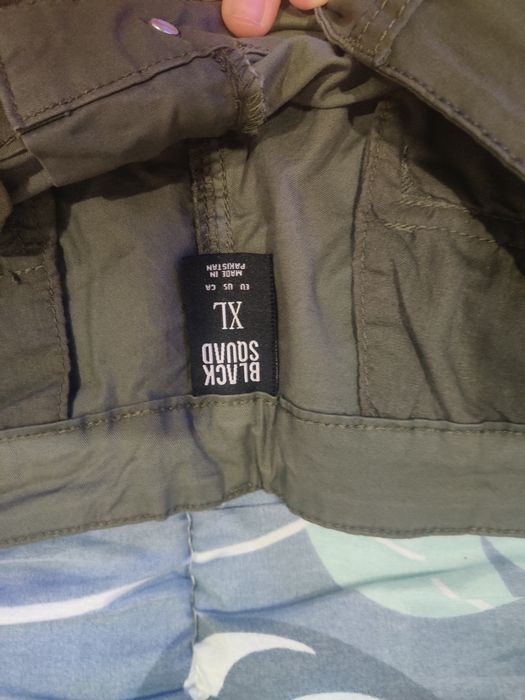 BLACK
SQUAD
XL
EU US CA
MADE IN
PAKISTAN